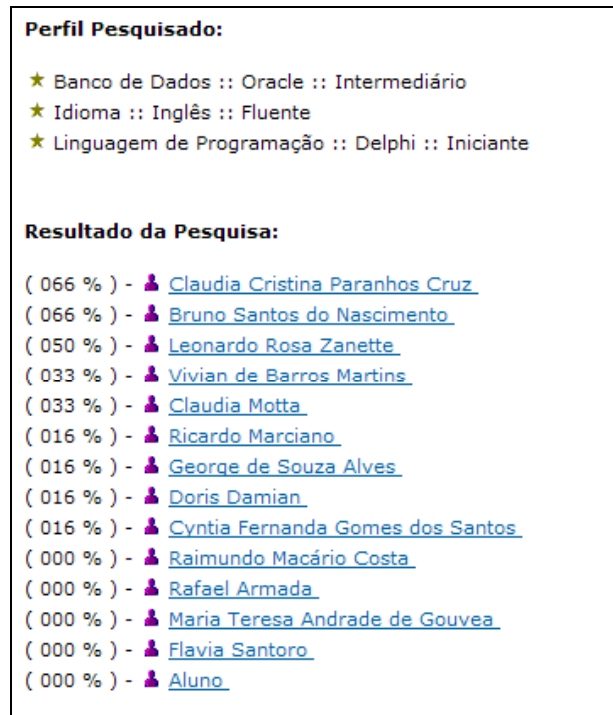 Perfil Pesquisado:
Banco de Dados :: Oracle :: Intermediário
Idioma :: Inglês :: Fluente
Linguagem de Programação :: Delphi :: Iniciante
Resultado da Pesquisa:
( 066 % ) - Claudia Cristina Paranhos Cruz
( 066 % ) - Bruno Santos do Nascimento
( 050 % ) - Leonardo Rosa Zanette
( 033 % ) - Vivian de Barros Martins
( 033 % ) - Claudia Motta
( 016 % ) - Ricardo Marciano
( 016 % ) - George de Souza Alves
( 016 % ) - Doris Damian
( 016 % ) - Cyntia Fernanda Gomes dos Santos
( 000 % ) - Raimundo Macário Costa
( 000 % ) - Rafael Armada
( 000 % ) - Maria Teresa Andrade de Gouvea
( 000 % ) - Flavia Santoro
( 000 % ) - Aluno